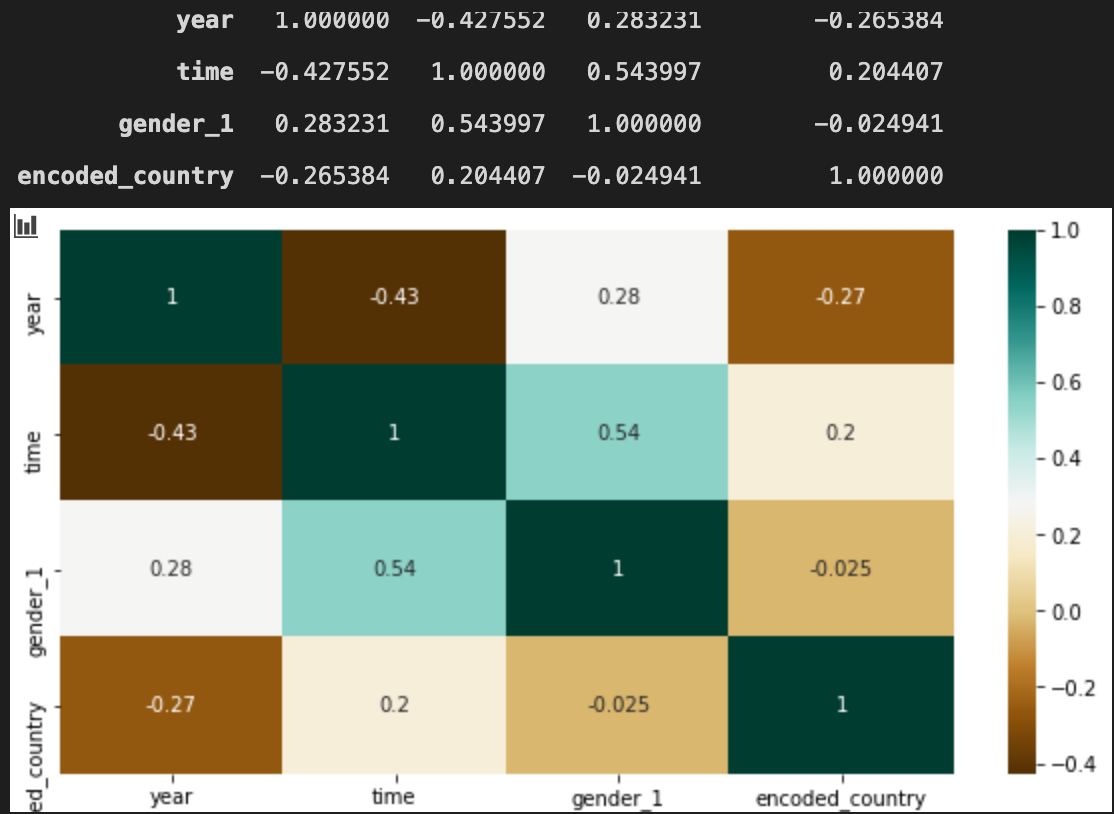 year 1.000000 −0.427552 0.283231 −0.265384
time −0.427552 1.000000 0.543997 0.204407
gender_1 0.283231 0.543997 1.000000 −0.024941
encoded_country −0.265384 0.204407 −0.024941 1.000000
1.0
year 1 -0.43 0.28 -0.27
0.8
0.6
time -0.43 1 0.54 0.2
0.4
0.2
gender_1 0.28 0.54 1 -0.025
0.0
−0.2
ed_country -0.27 0.2 -0.025 1
−0.4
year time gender_1 encoded_country